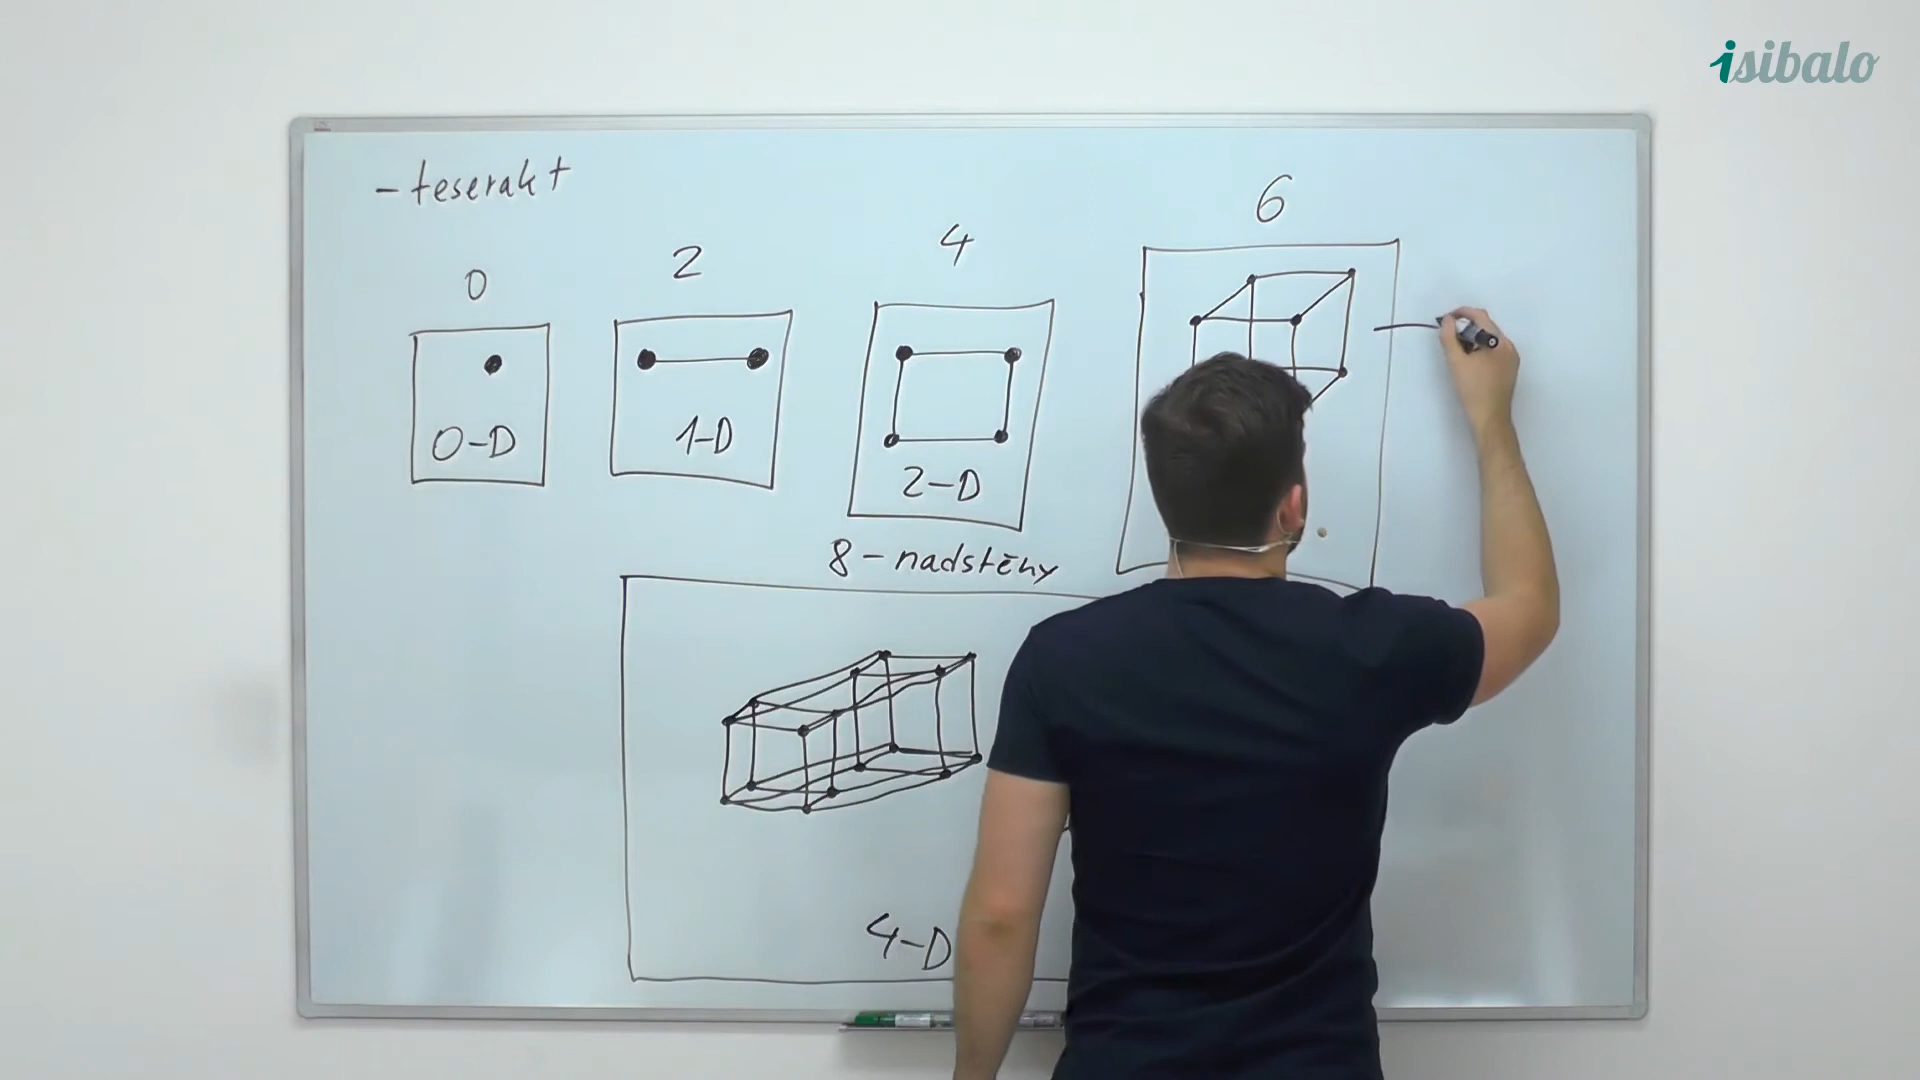 isibalo
- teserakt
0
2
4
6
0-D
1-D
2-D
8 - nadstěny
4-D